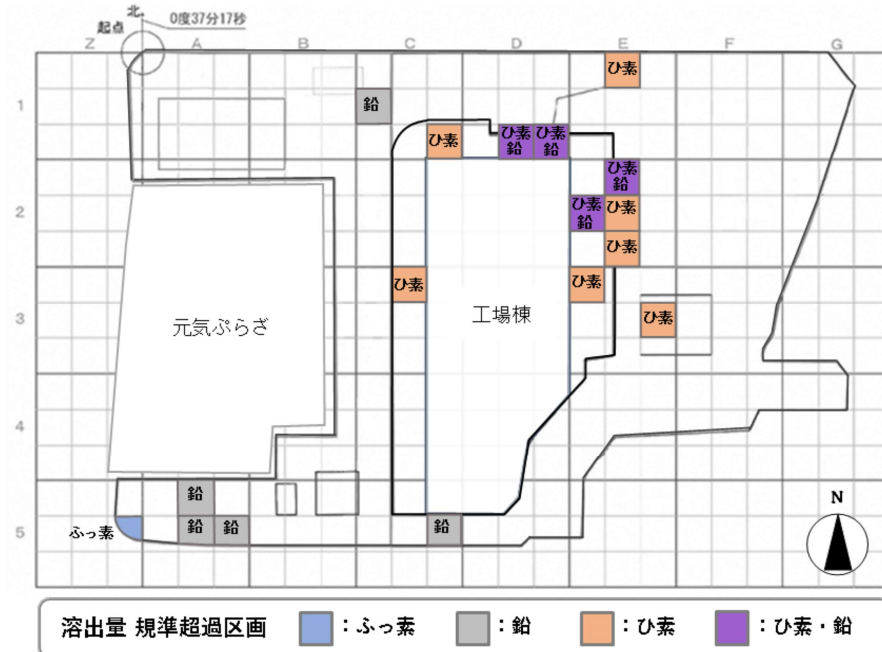 北
起点
0度37分17秒
Z
A
B
C
D
E
F
G
1
ひ素
鉛
ひ素
ひ素
鉛
ひ素
鉛
2
ひ素
鉛
ひ素
鉛
ひ素
ひ素
3
ひ素
ひ素
ひ素
元気ぷらざ
工場棟
4
鉛
5
ふっ素
鉛
鉛
鉛
N
溶出量 規準超過区画
:ふっ素
:鉛
:ひ素
:ひ素・鉛